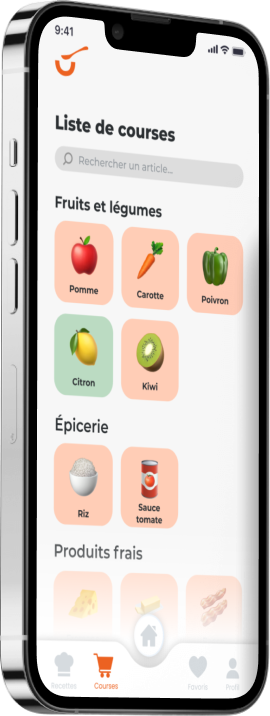 9:41
Liste de courses
Rechercher un article...
Fruits et légumes
Pomme
Carotte
Poivron
Citron
Kiwi
Épicerie
Riz
Sauce
tomate
Produits frais
Recettes
Courses
Favoris
Profil